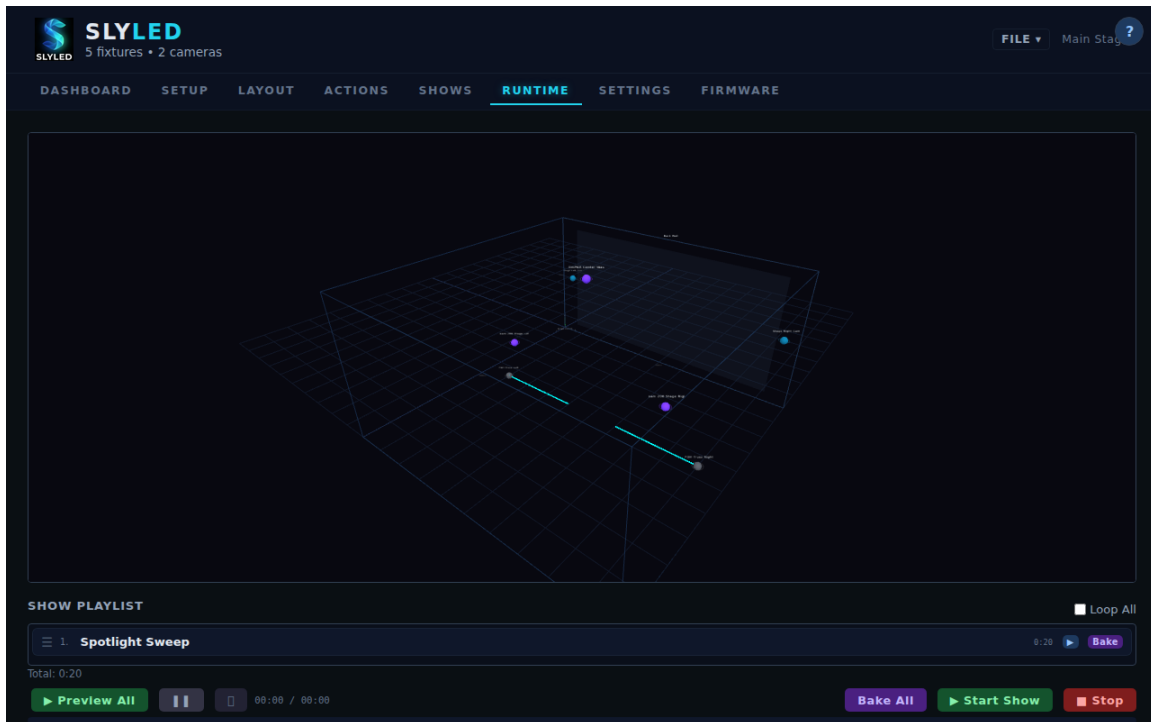 SLYLED
SLYLED
5 fixtures • 2 cameras
FILE ▾
Main Stag
?
DASHBOARD
SETUP
LAYOUT
ACTIONS
SHOWS
RUNTIME
SETTINGS
FIRMWARE
SHOW PLAYLIST
Loop All
☰ 1. Spotlight Sweep
0:20 ▶ Bake
Total: 0:20
▶ Preview All
❚❚
00:00 / 00:00
Bake All
▶ Start Show
■ Stop